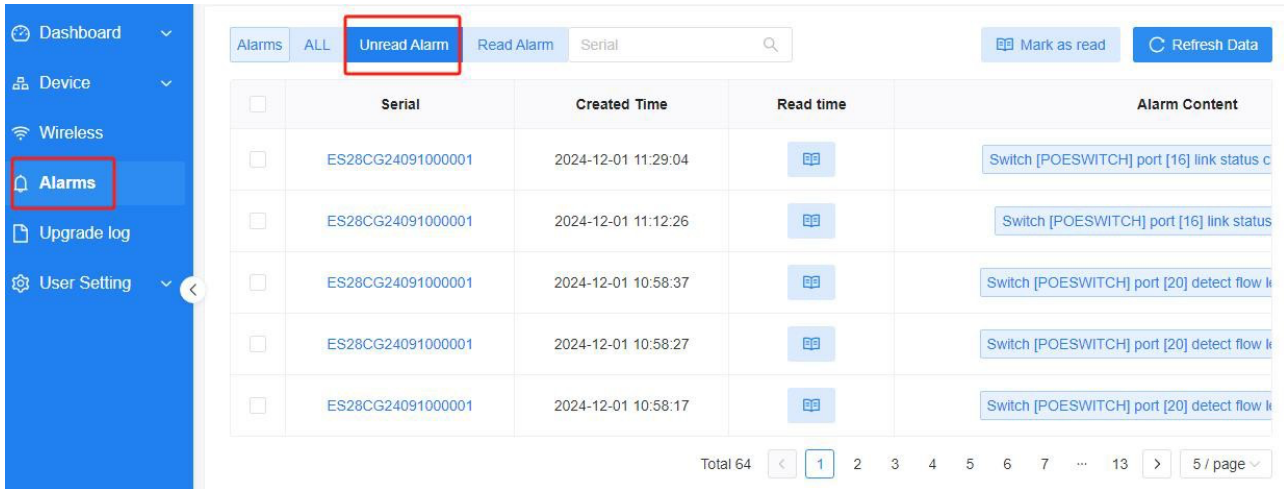 Dashboard
Device
Wireless
Alarms
Upgrade log
User Setting
Alarms ALL Unread Alarm Read Alarm Serial Mark as read Refresh Data
Serial Created Time Read time Alarm Content
ES28CG24091000001 2024-12-01 11:29:04 Switch [POESWITCH] port [16] link status c
ES28CG24091000001 2024-12-01 11:12:26 Switch [POESWITCH] port [16] link status
ES28CG24091000001 2024-12-01 10:58:37 Switch [POESWITCH] port [20] detect flow le
ES28CG24091000001 2024-12-01 10:58:27 Switch [POESWITCH] port [20] detect flow le
ES28CG24091000001 2024-12-01 10:58:17 Switch [POESWITCH] port [20] detect flow le
Total 64 < 1 2 3 4 5 6 7 ··· 13 > 5 / page